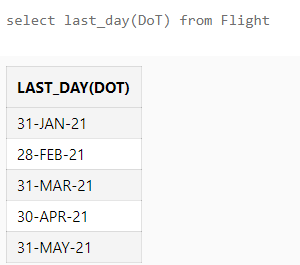 select last_day(DoT) from Flight
LAST_DAY(DOT)
31-JAN-21
28-FEB-21
31-MAR-21
30-APR-21
31-MAY-21